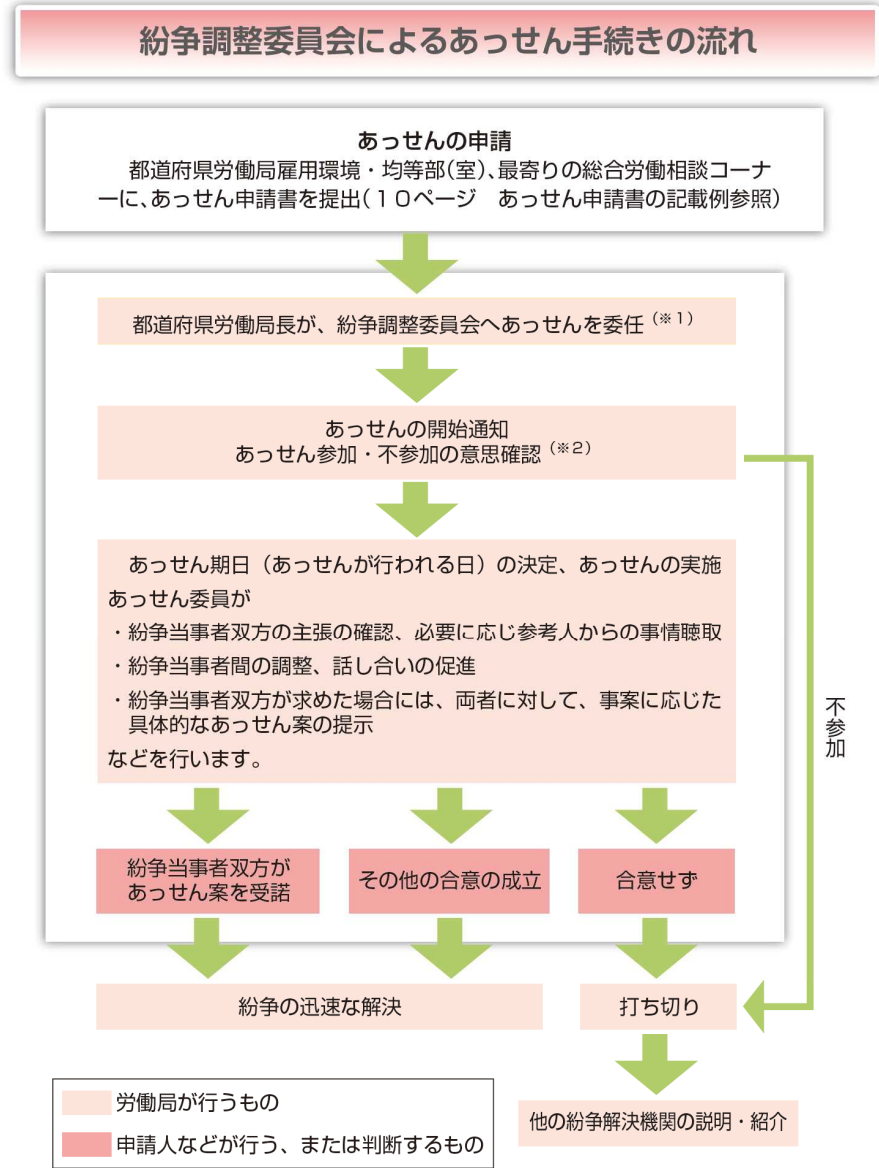 紛争調整委員会によるあっせん手続きの流れ
あっせんの申請
都道府県労働局雇用環境・均等部(室)、最寄りの総合労働相談コーナ
ーに、あっせん申請書を提出(10ページ　あっせん申請書の記載例参照)
都道府県労働局長が、紛争調整委員会へあっせんを委任(※1)
あっせんの開始通知
あっせん参加・不参加の意思確認(※2)
あっせん期日（あっせんが行われる日）の決定、あっせんの実施
あっせん委員が
・紛争当事者双方の主張の確認、必要に応じ参考人からの事情聴取
・紛争当事者間の調整、話し合いの促進
・紛争当事者双方が求めた場合には、両者に対して、事案に応じた
具体的なあっせん案の提示
などを行います。
不参加
紛争当事者双方が
あっせん案を受諾
その他の合意の成立
合意せず
紛争の迅速な解決
打ち切り
他の紛争解決機関の説明・紹介
労働局が行うもの
申請人などが行う、または判断するもの